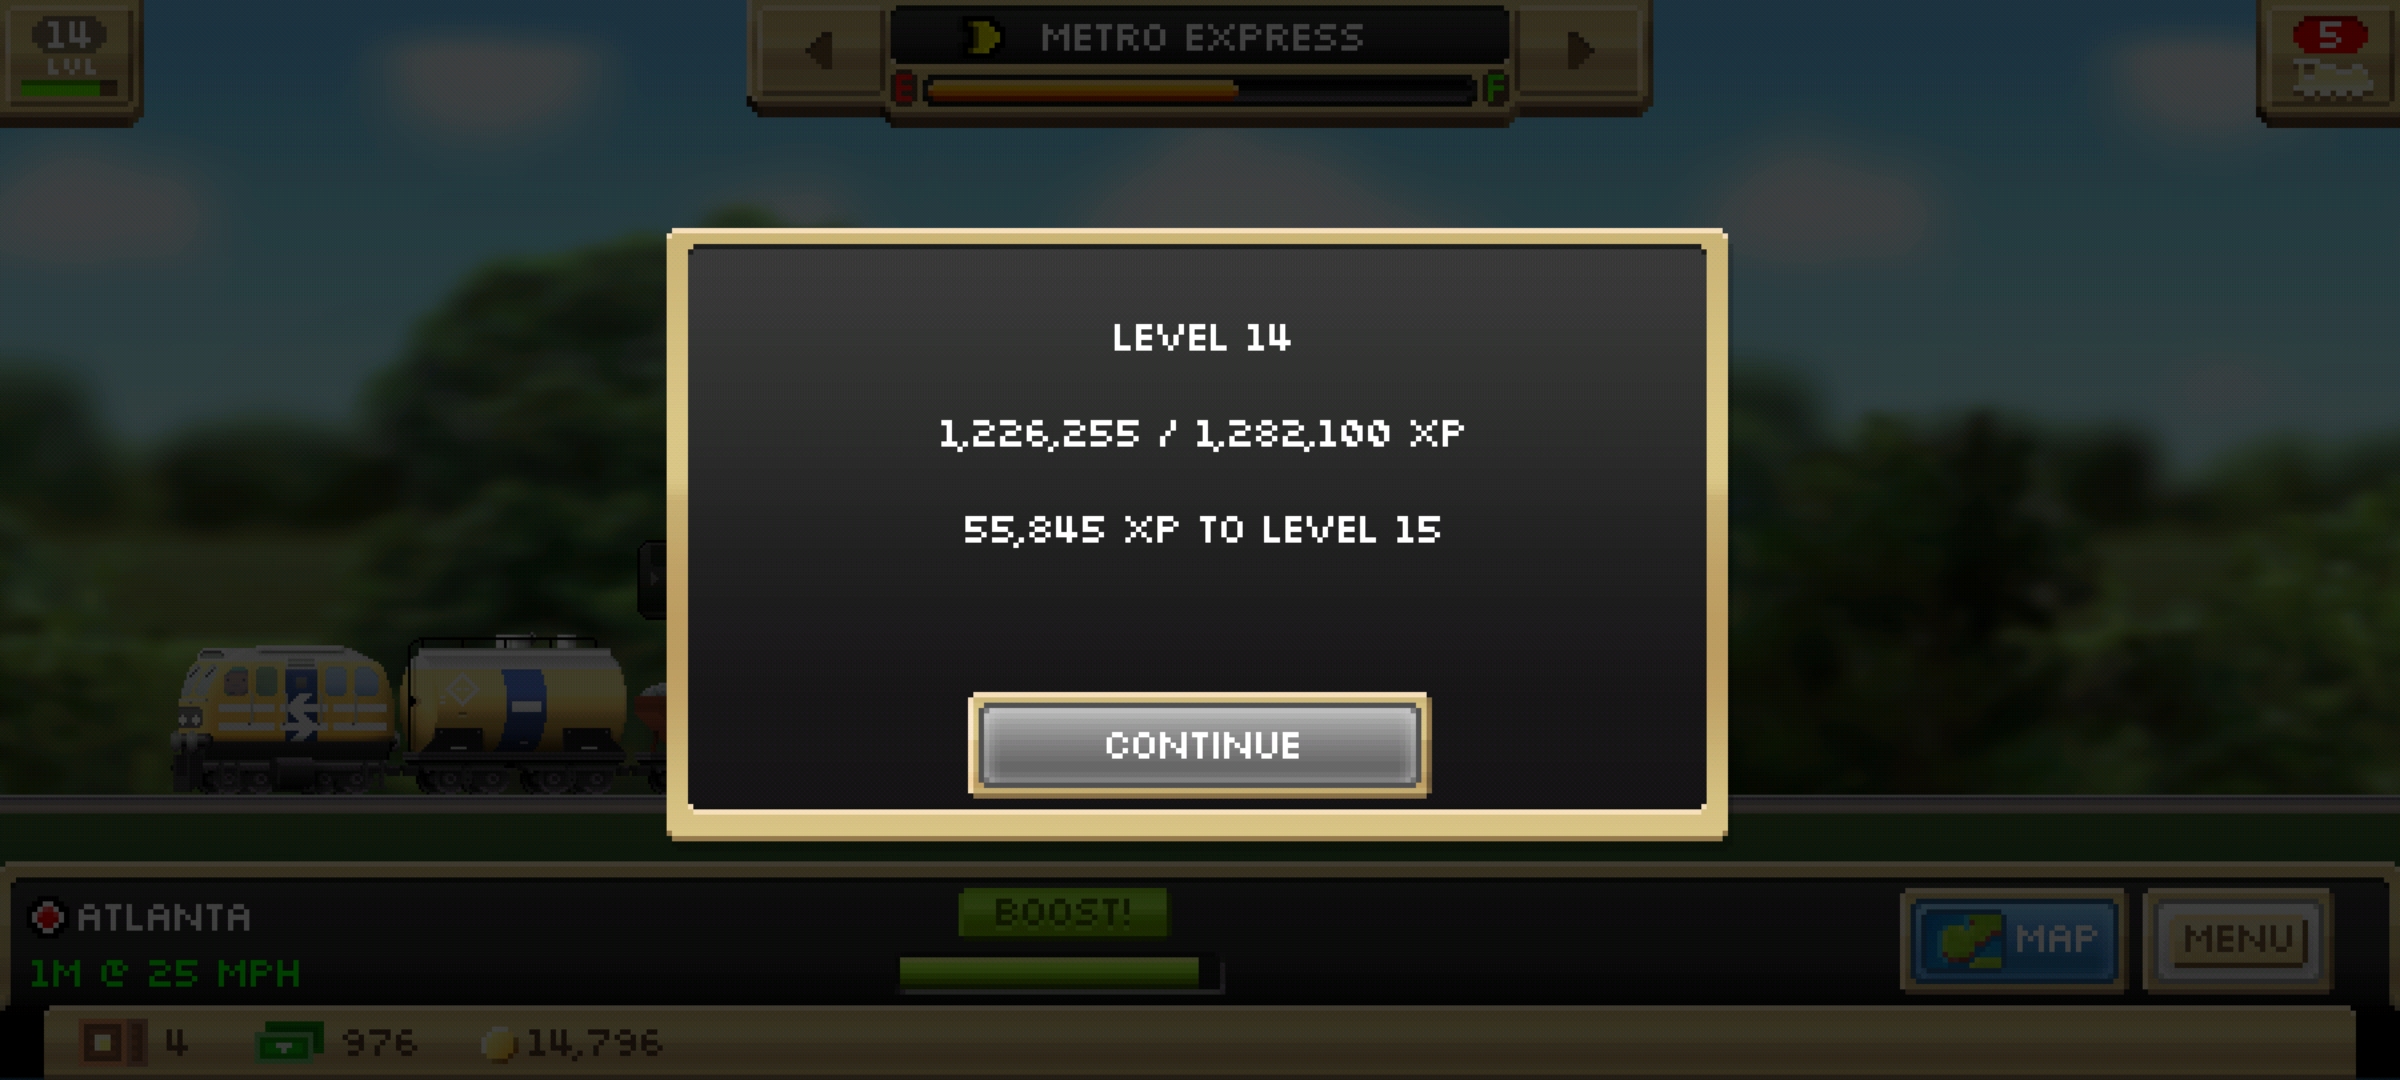 14
LVL
METRO EXPRESS
E
F
5
LEVEL 14
1,226,255 / 1,282,100 XP
55,845 XP TO LEVEL 15
CONTINUE
ATLANTA
1M @ 25 MPH
BOOST!
MAP
MENU
4
976
14,796